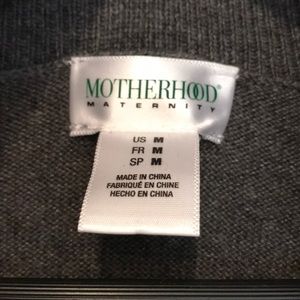 MOTHERHOOD®
MATERNITY
US M
FR M
SP M
MADE IN CHINA
FABRIQUÉ EN CHINE
HECHO EN CHINA